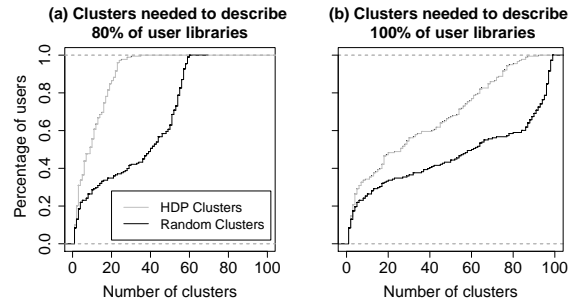 (a) Clusters needed to describe
80% of user libraries
(b) Clusters needed to describe
100% of user libraries
Percentage of users
1.0
0.8
0.6
0.4
0.2
0.0
HDP Clusters
Random Clusters
0 20 40 60 80 100
0 20 40 60 80 100
Number of clusters
Number of clusters